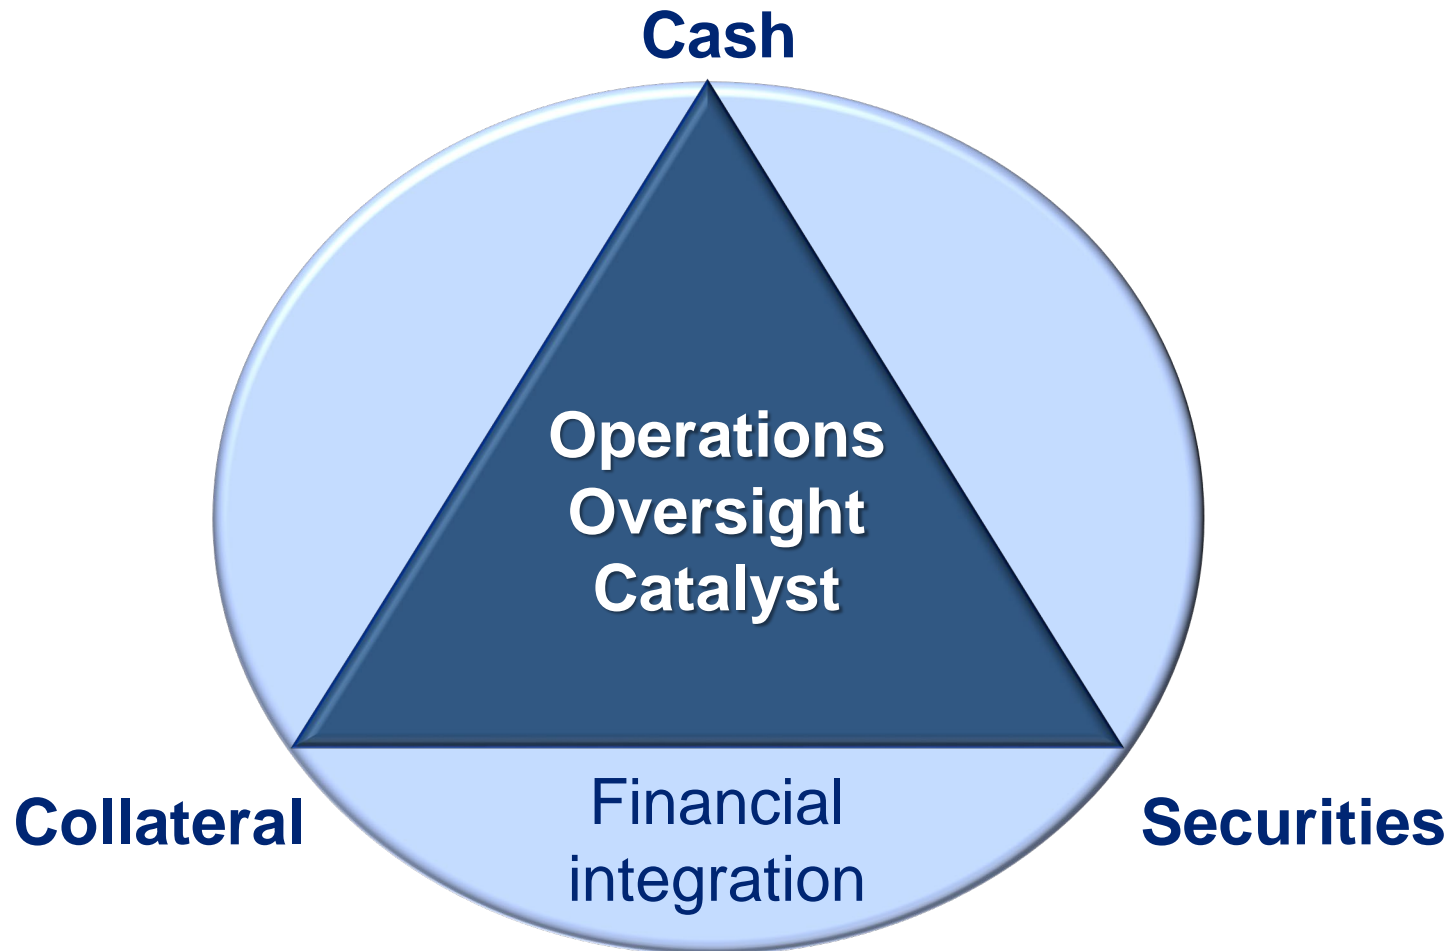 Cash
Operations
Oversight
Catalyst
Collateral
Financial
integration
Securities